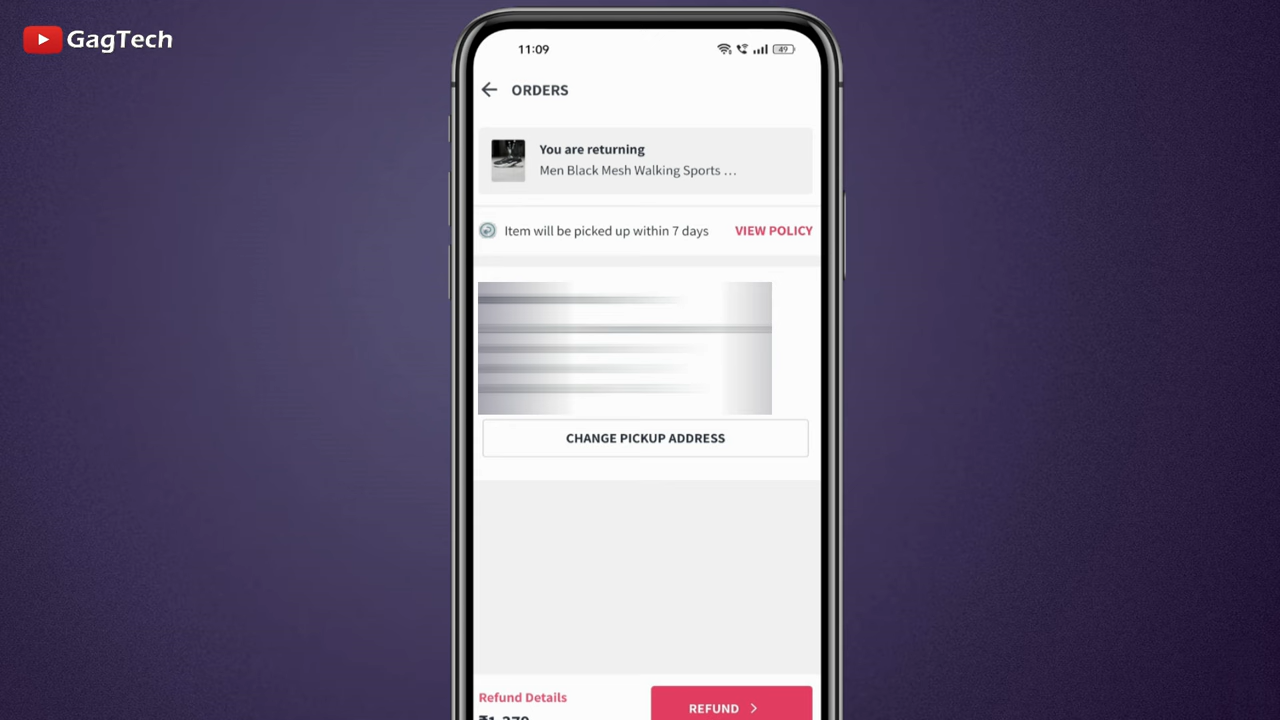 GagTech
11:09
49
ORDERS
You are returning
Men Black Mesh Walking Sports ...
Item will be picked up within 7 days VIEW POLICY
CHANGE PICKUP ADDRESS
Refund Details
REFUND